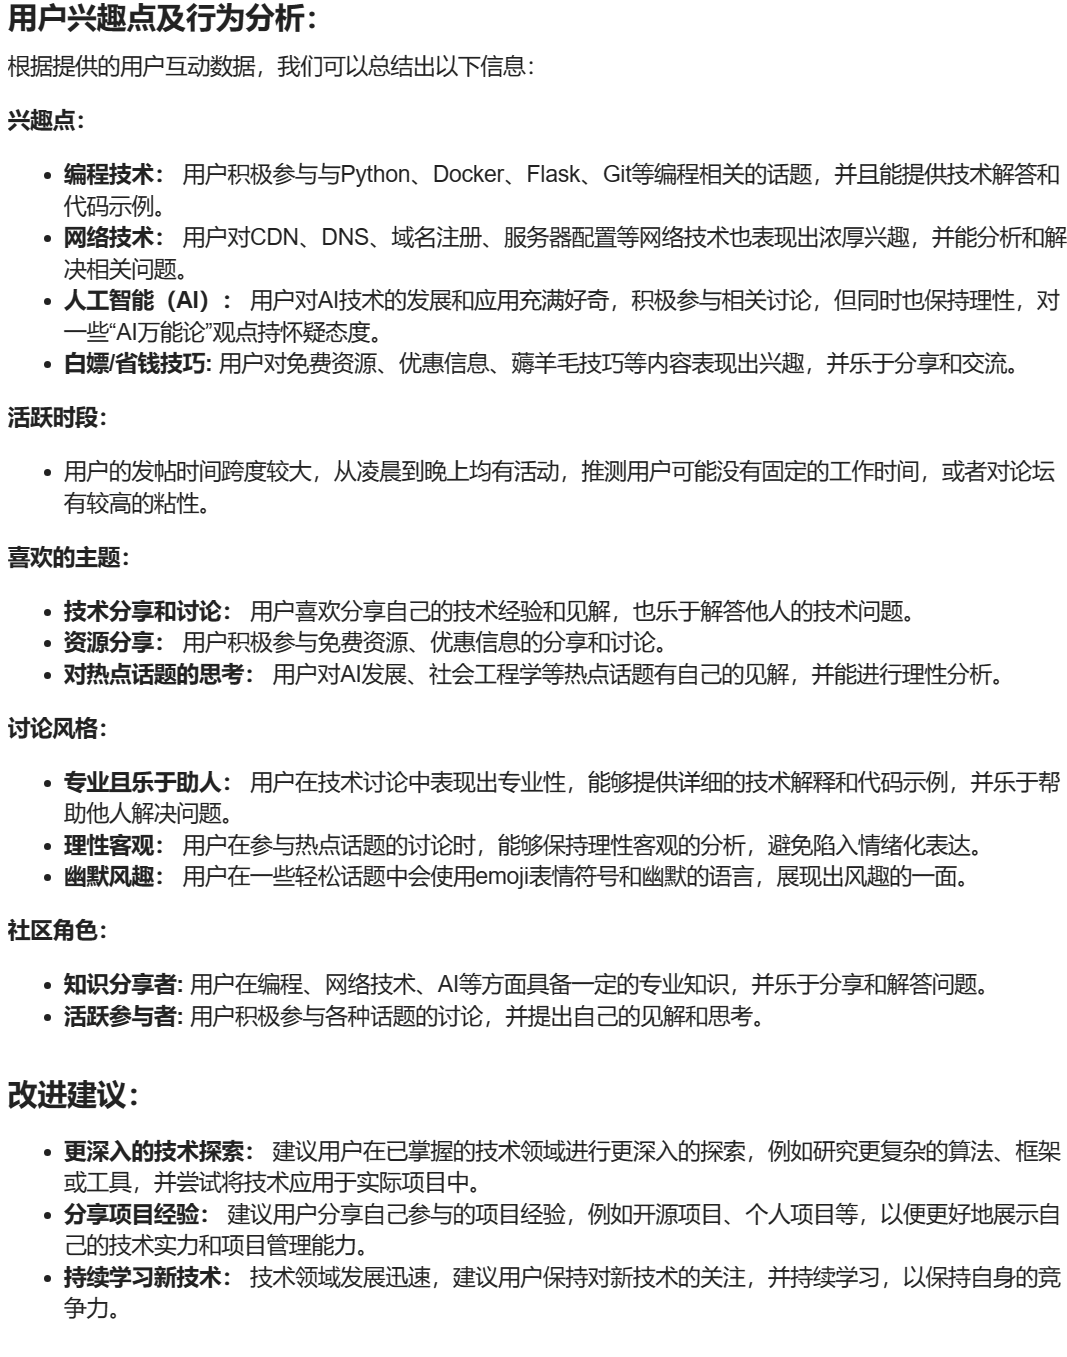 用户兴趣点及行为分析：
根据提供的用户互动数据，我们可以总结出以下信息：
兴趣点：
• 编程技术： 用户积极参与与Python、Docker、Flask、Git等编程相关的话题，并且能提供技术解答和
代码示例。
• 网络技术： 用户对CDN、DNS、域名注册、服务器配置等网络技术也表现出浓厚兴趣，并能分析和解
决相关问题。
• 人工智能（AI）： 用户对AI技术的发展和应用充满好奇，积极参与相关讨论，但同时也保持理性，对
一些“AI万能论”观点持怀疑态度。
• 白嫖/省钱技巧: 用户对免费资源、优惠信息、薅羊毛技巧等内容表现出兴趣，并乐于分享和交流。
活跃时段：
• 用户的发帖时间跨度较大，从凌晨到晚上均有活动，推测用户可能没有固定的工作时间，或者对论坛
有较高的粘性。
喜欢的主题：
• 技术分享和讨论： 用户喜欢分享自己的技术经验和见解，也乐于解答他人的技术问题。
• 资源分享： 用户积极参与免费资源、优惠信息的分享和讨论。
• 对热点话题的思考： 用户对AI发展、社会工程学等热点话题有自己的见解，并能进行理性分析。
讨论风格：
• 专业且乐于助人： 用户在技术讨论中表现出专业性，能够提供详细的技术解释和代码示例，并乐于帮
助他人解决问题。
• 理性客观： 用户在参与热点话题的讨论时，能够保持理性客观的分析，避免陷入情绪化表达。
• 幽默风趣： 用户在一些轻松话题中会使用emoji表情符号和幽默的语言，展现出风趣的一面。
社区角色：
• 知识分享者: 用户在编程、网络技术、AI等方面具备一定的专业知识，并乐于分享和解答问题。
• 活跃参与者: 用户积极参与各种话题的讨论，并提出自己的见解和思考。
改进建议：
• 更深入的技术探索： 建议用户在已掌握的技术领域进行更深入的探索，例如研究更复杂的算法、框架
或工具，并尝试将技术应用于实际项目中。
• 分享项目经验： 建议用户分享自己参与的项目经验，例如开源项目、个人项目等，以便更好地展示自
己的技术实力和项目管理能力。
• 持续学习新技术： 技术领域发展迅速，建议用户保持对新技术的关注，并持续学习，以保持自身的竞
争力。